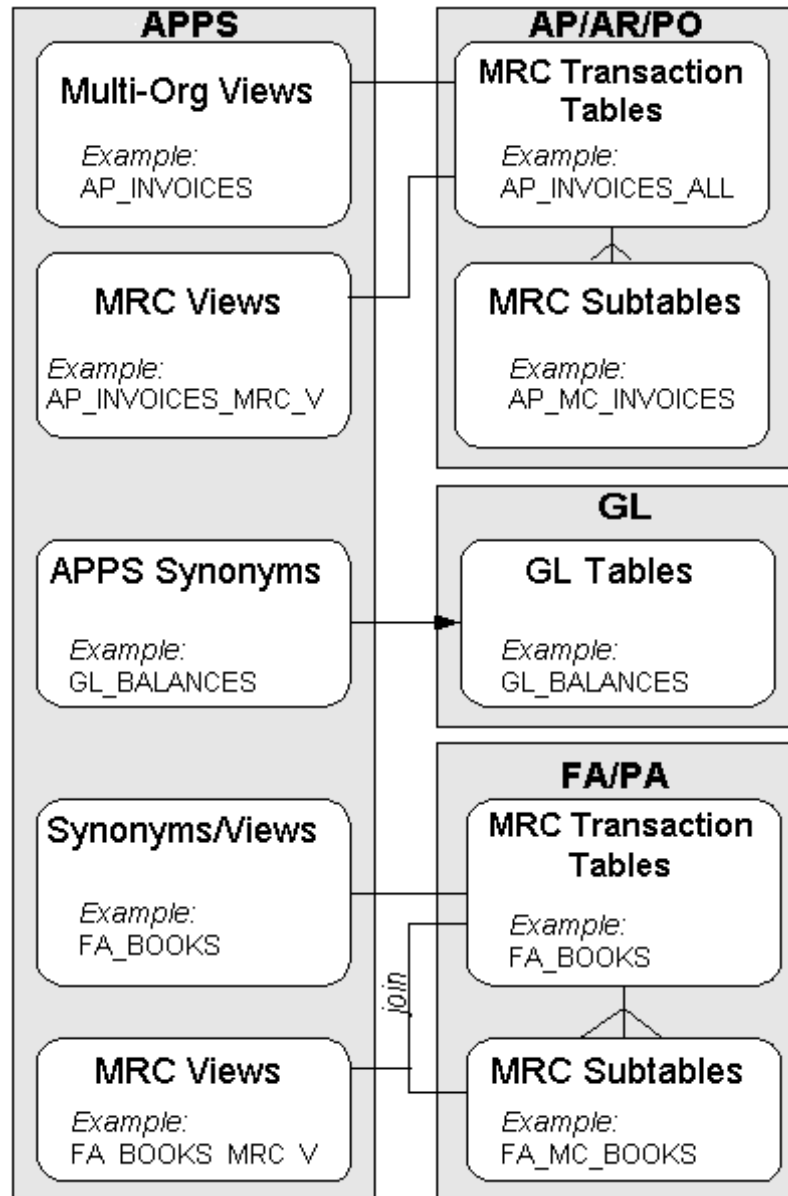 APPS
Multi-Org Views
Example:
AP_INVOICES
MRC Views
Example:
AP_INVOICES_MRC_V
APPS Synonyms
Example:
GL_BALANCES
Synonyms/Views
Example:
FA_BOOKS
MRC Views
Example:
FA_BOOKS_MRC_V
join
AP/AR/PO
MRC Transaction
Tables
Example:
AP_INVOICES_ALL
MRC Subtables
Example:
AP_MC_INVOICES
GL
GL Tables
Example:
GL_BALANCES
FA/PA
MRC Transaction
Tables
Example:
FA_BOOKS
MRC Subtables
Example:
FA_MC_BOOKS